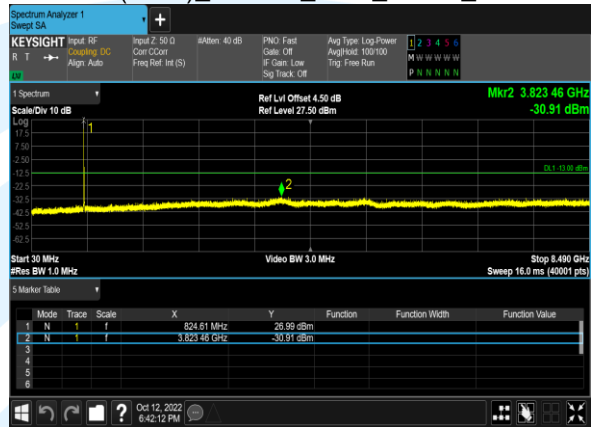 Spectrum Analyzer 1
Swept SA
KEYSIGHT
Input: RF
Coupling: DC
Align: Auto
Input Z: 50 Ω
Corr CCorr
Freq Ref: Int (S)
#Atten: 40 dB
PNO: Fast
Gate: Off
IF Gain: Low
Sig Track: Off
Avg Type: Log-Power
Avg|Hold: 100/100
Trig: Free Run
1 2 3 4 5 6
M W W W W W
P N N N N N
R T
LU
1 Spectrum
Scale/Div 10 dB
Ref Lvl Offset 4.50 dB
Ref Level 27.50 dBm
Mkr2 3.823 46 GHz
-30.91 dBm
Log
17.5
7.50
-2.50
-12.5
-22.5
-32.5
-42.5
-52.5
-62.5
1
2
DL1 -13.00 dBm
Start 30 MHz
Video BW 3.0 MHz
Stop 8.490 GHz
#Res BW 1.0 MHz
Sweep 16.0 ms (40001 pts)
5 Marker Table
Mode Trace Scale X Y Function Function Width Function Value
1 N 1 f 824.61 MHz 26.99 dBm
2 N 1 f 3.823 46 GHz -30.91 dBm
3
4
5
6
?
Oct 12, 2022
6:42:12 PM